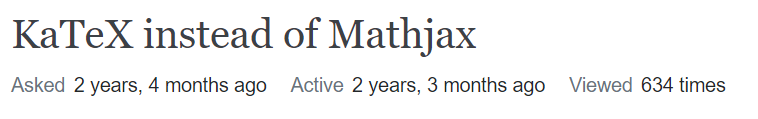 KaTeX instead of Mathjax
Asked 2 years, 4 months ago Active 2 years, 3 months ago Viewed 634 times